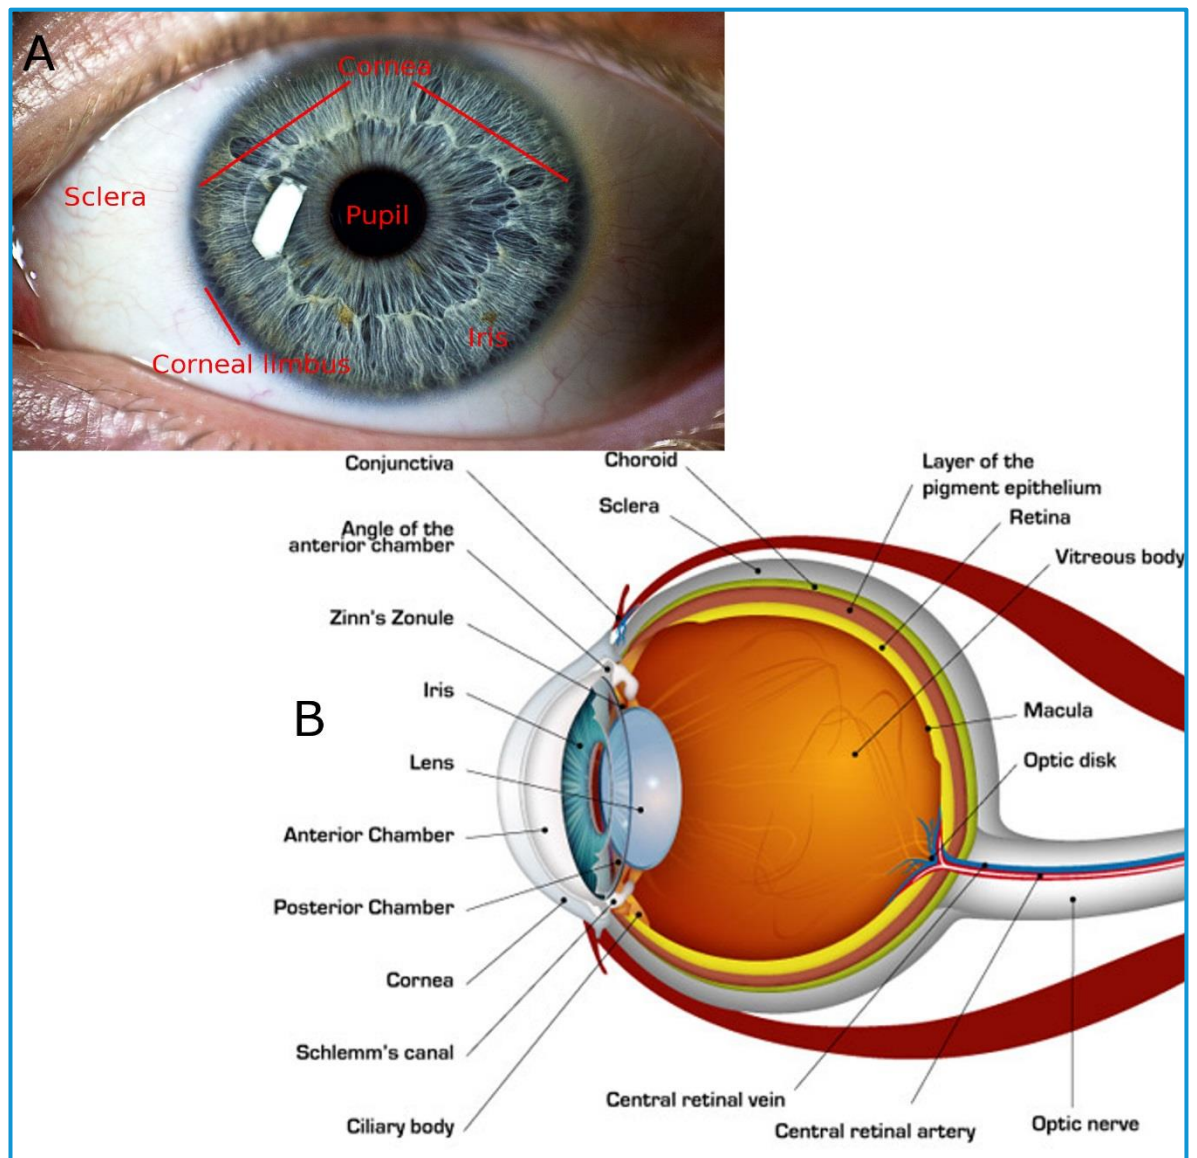 A
Cornea
Sclera
Pupil
Iris
Corneal limbus
B
Conjunctiva
Angle of the
anterior chamber
Zinn's Zonule
Iris
Lens
Anterior Chamber
Posterior Chamber
Cornea
Schlemm's canal
Ciliary body
Choroid
Sclera
Layer of the
pigment epithelium
Retina
Vitreous body
Macula
Optic disk
Central retinal vein
Central retinal artery
Optic nerve